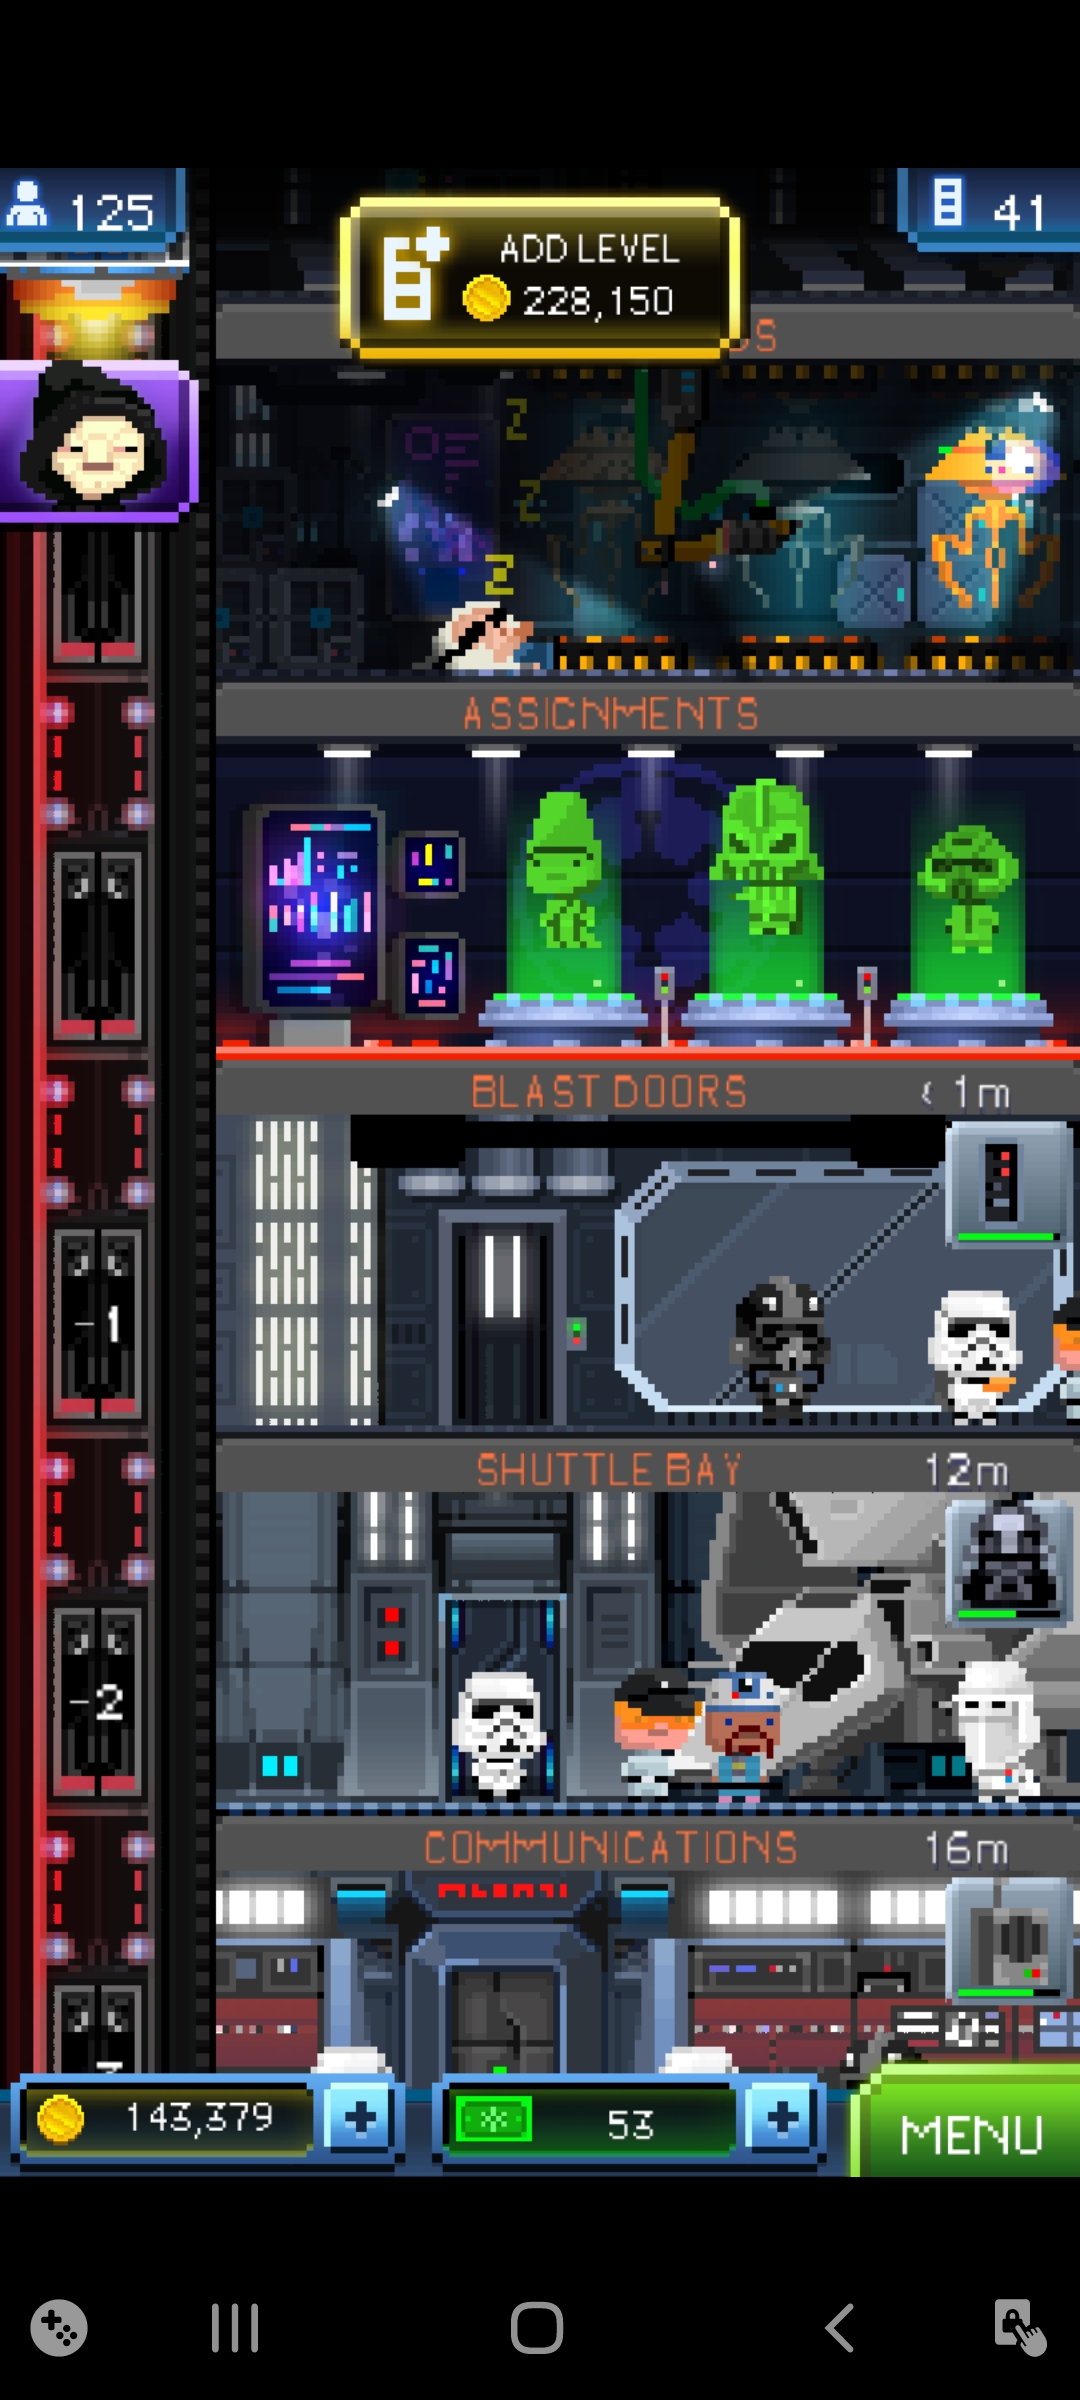 125
41
ADD LEVEL
228,150
Z
Z
Z
ASSIGNMENTS
BLAST DOORS
< 1m
-1
SHUTTLE BAY
12m
-2
COMMUNICATIONS
16m
143,379
53
MENU